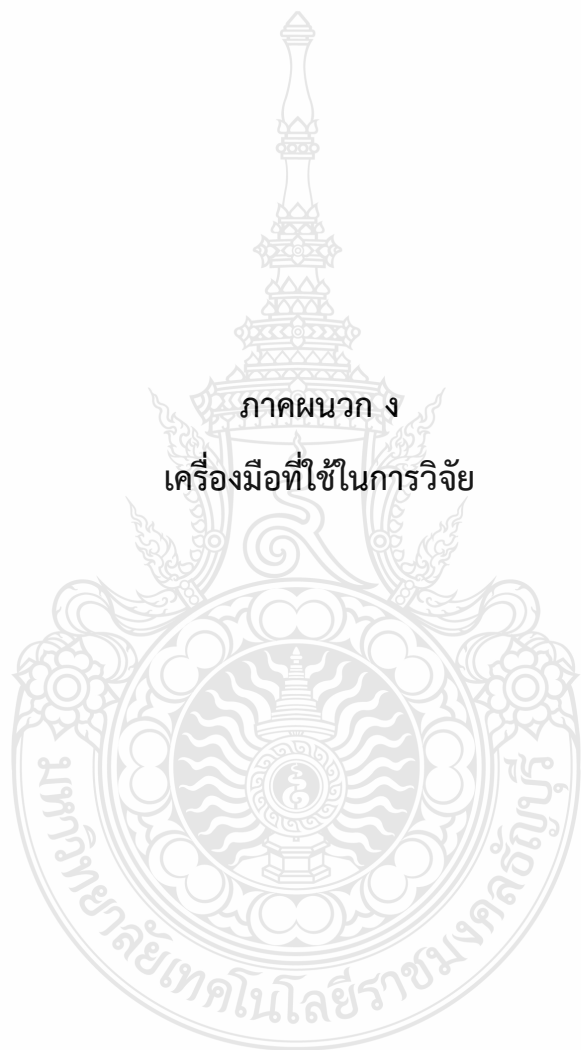 ภาคผนวก ง
เครื่องมือที่ใช้ในการวิจัย
มหาวิทยาลัยเทคโนโลยีราชมงคลธัญบุรี